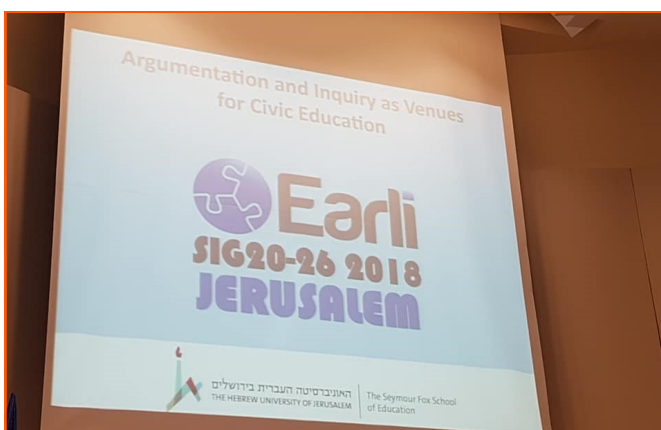 Argumentation and Inquiry as Venues
for Civic Education
Earli
SIG20-26 2018
JERUSALEM
האוניברסיטה העברית בירושלים
THE HEBREW UNIVERSITY OF JERUSALEM
The Seymour Fox School
of Education